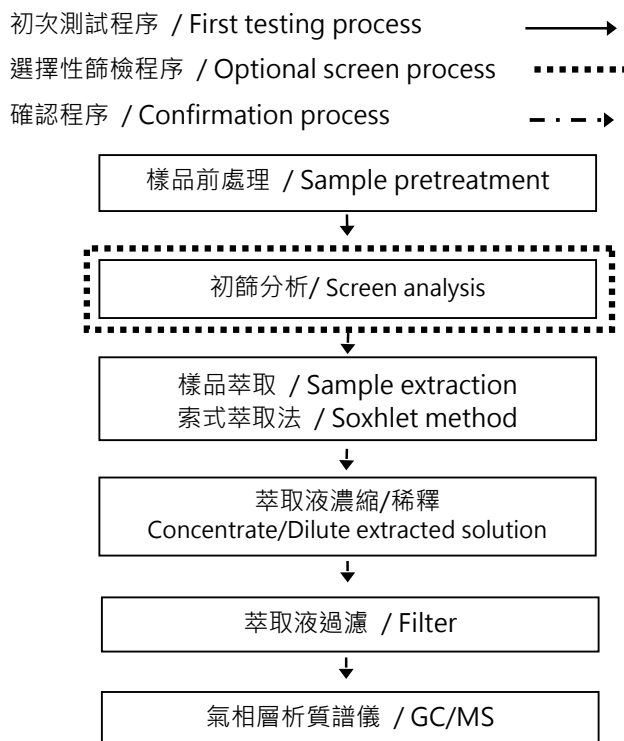 初次測試程序 / First testing process
選擇性篩檢程序 / Optional screen process
確認程序 / Confirmation process
樣品前處理 / Sample pretreatment
初篩分析/ Screen analysis
樣品萃取 / Sample extraction
索式萃取法 / Soxhlet method
萃取液濃縮/稀釋
Concentrate/Dilute extracted solution
萃取液過濾 / Filter
氣相層析質譜儀 / GC/MS